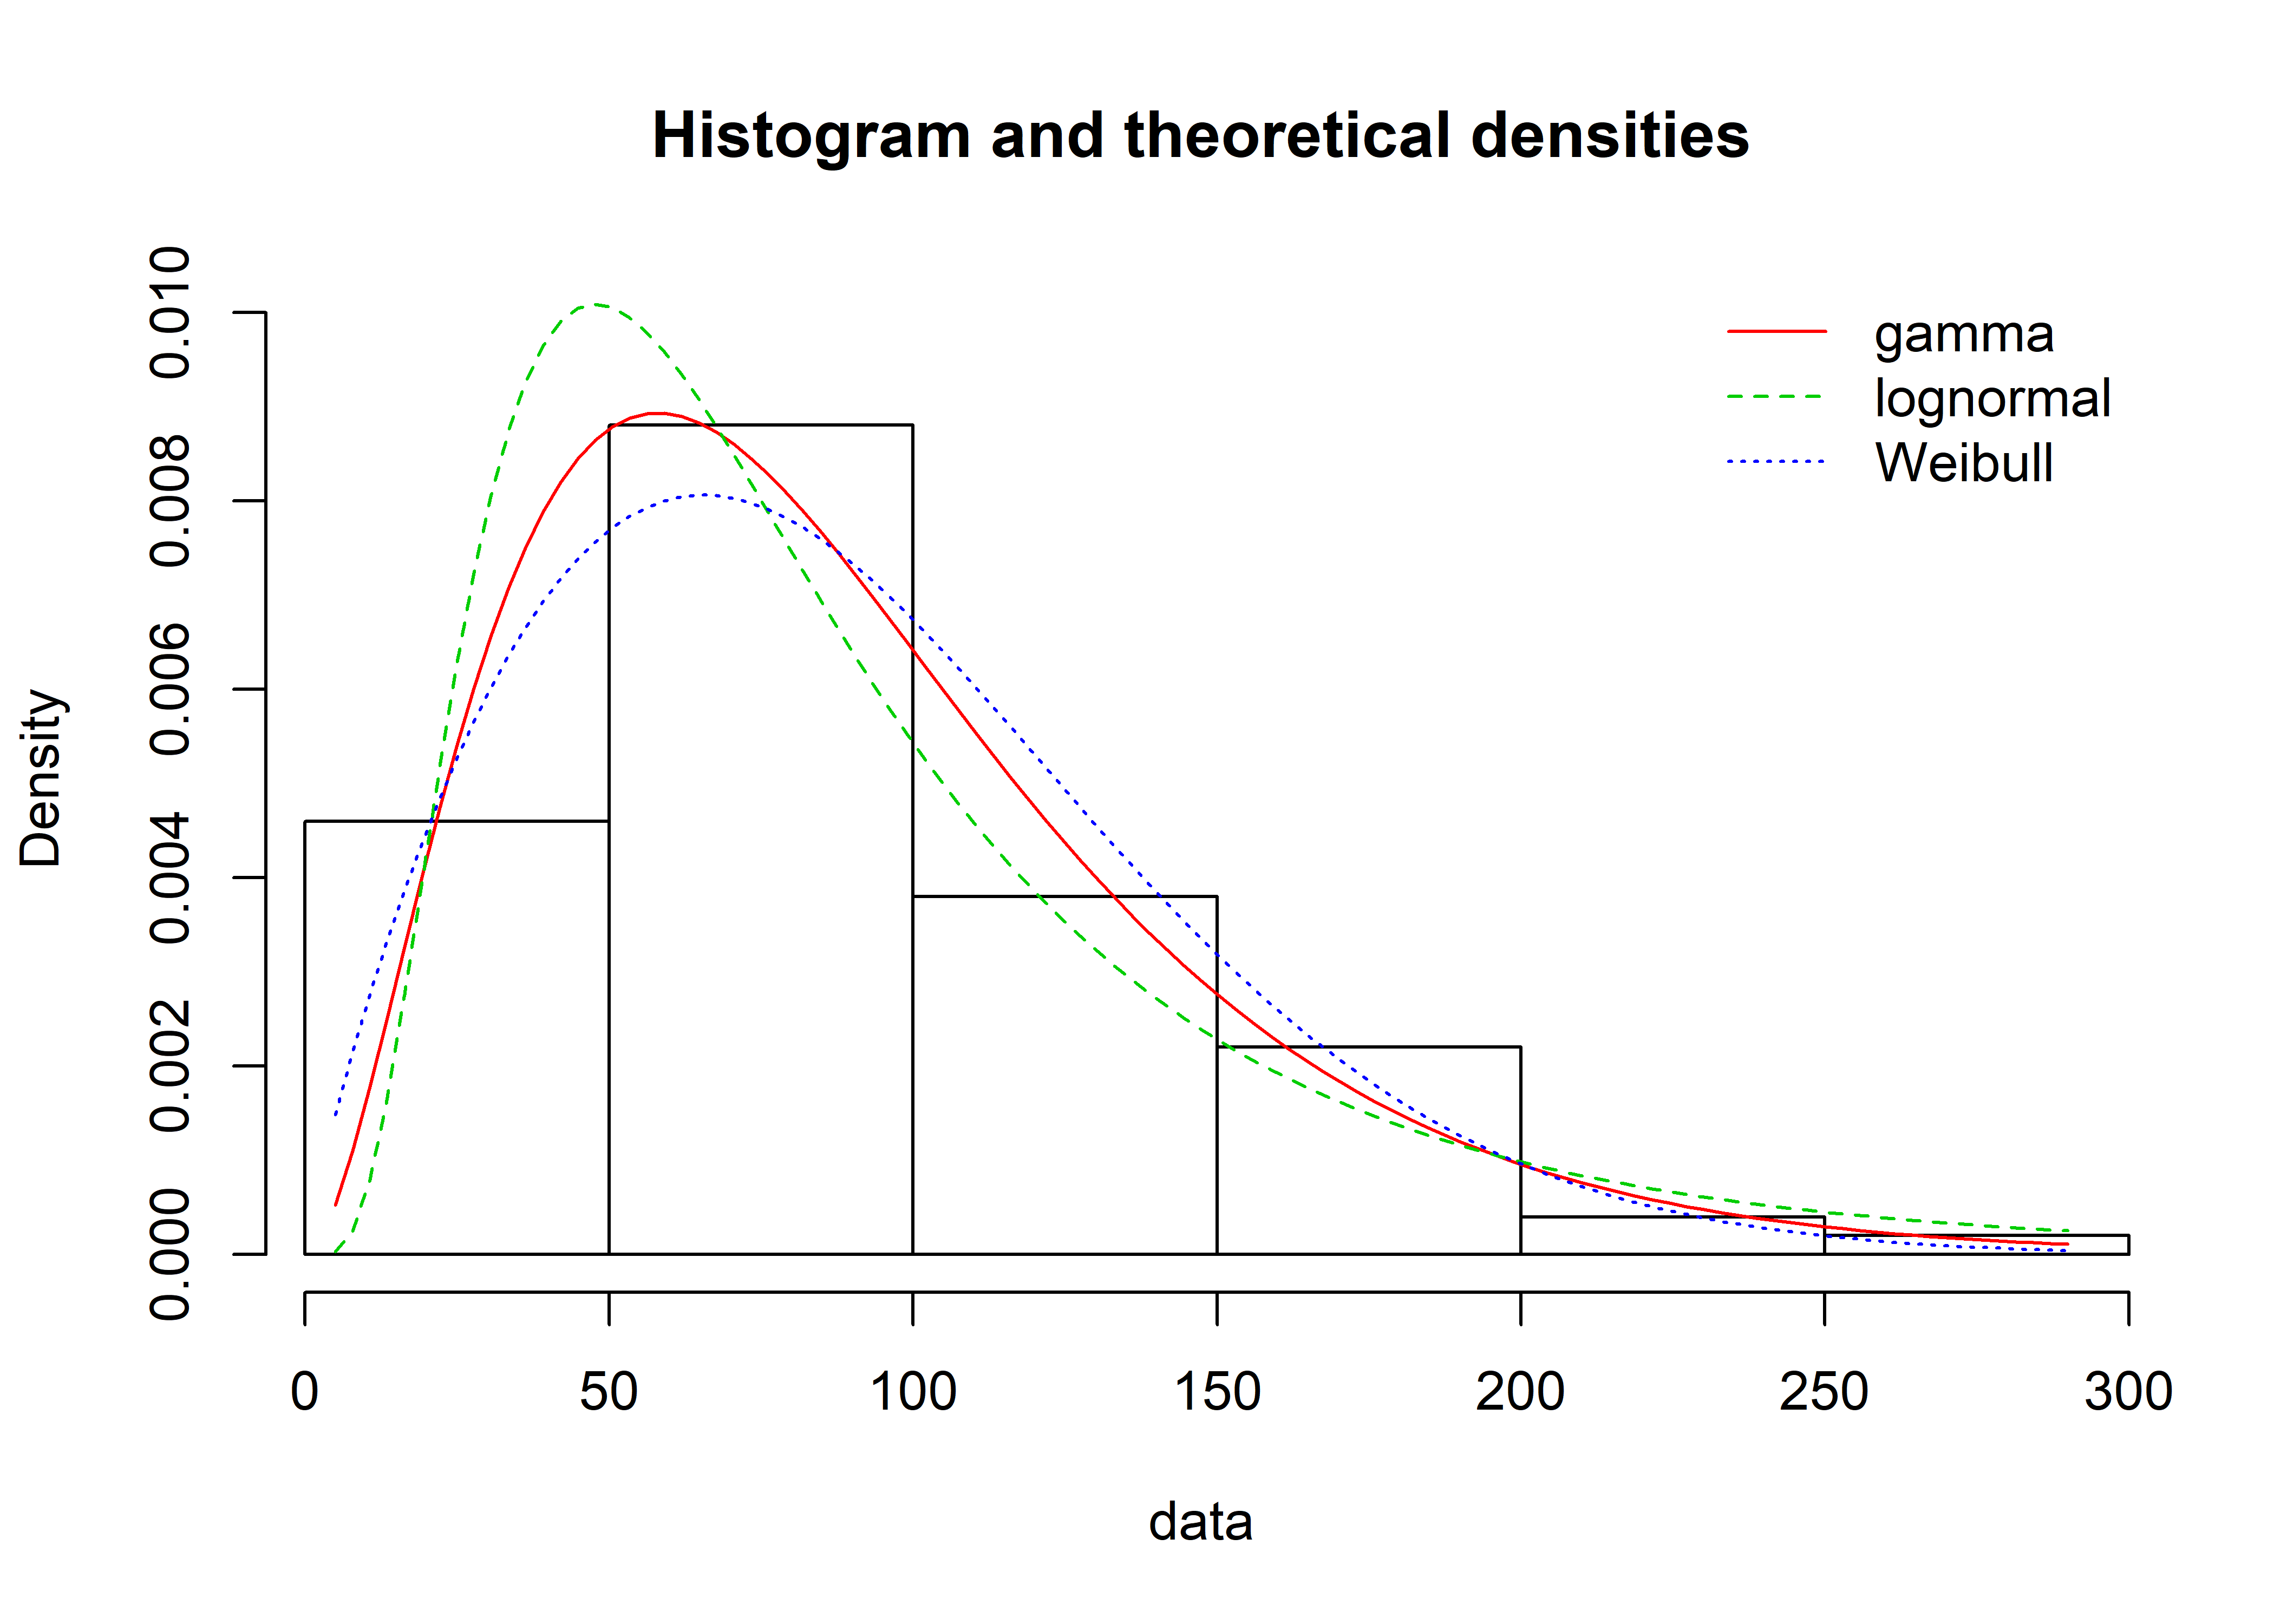 Histogram and theoretical densities
gamma
lognormal
Weibull
Density
0.010
0.008
0.006
0.004
0.002
0.000
0 50 100 150 200 250 300
data